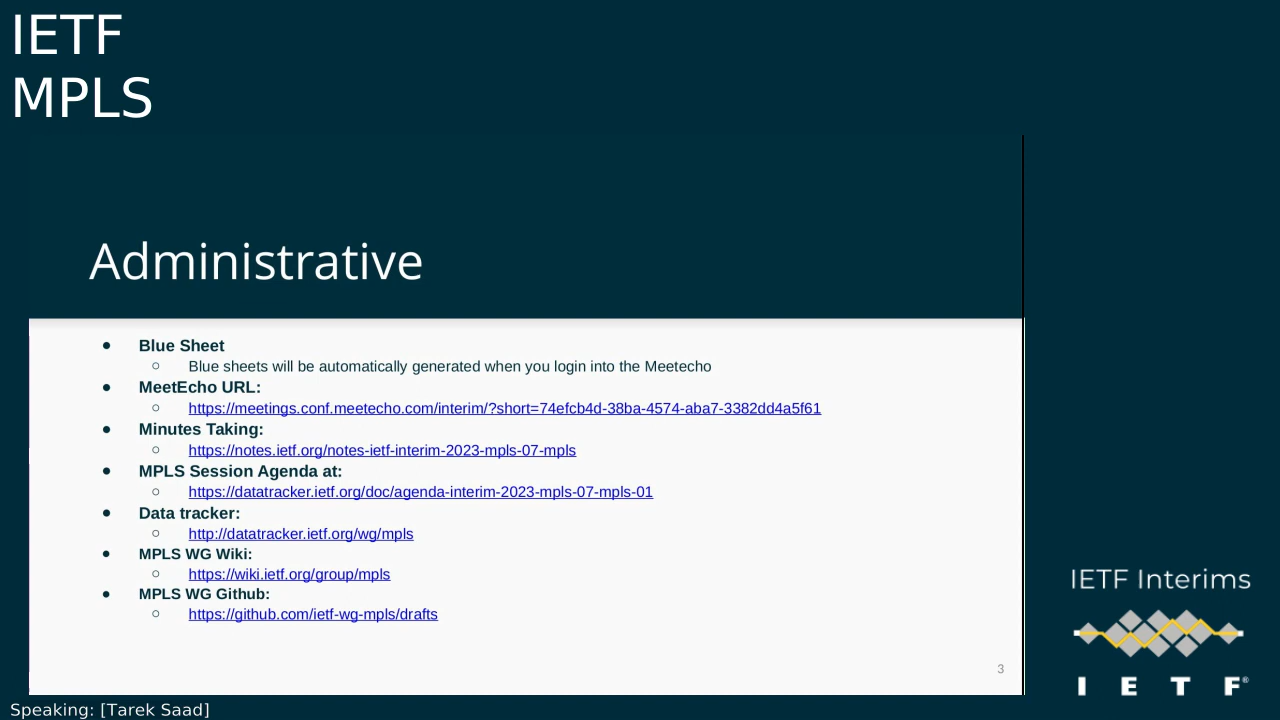 IETF
MPLS
Administrative
● Blue Sheet
○ Blue sheets will be automatically generated when you login into the Meetecho
● MeetEcho URL:
○ https://meetings.conf.meetecho.com/interim/?short=74efcb4d-38ba-4574-aba7-3382dd4a5f61
● Minutes Taking:
○ https://notes.ietf.org/notes-ietf-interim-2023-mpls-07-mpls
● MPLS Session Agenda at:
○ https://datatracker.ietf.org/doc/agenda-interim-2023-mpls-07-mpls-01
● Data tracker:
○ http://datatracker.ietf.org/wg/mpls
● MPLS WG Wiki:
○ https://wiki.ietf.org/group/mpls
● MPLS WG Github:
○ https://github.com/ietf-wg-mpls/drafts
3
IETF Interims
I E T F®
Speaking: [Tarek Saad]